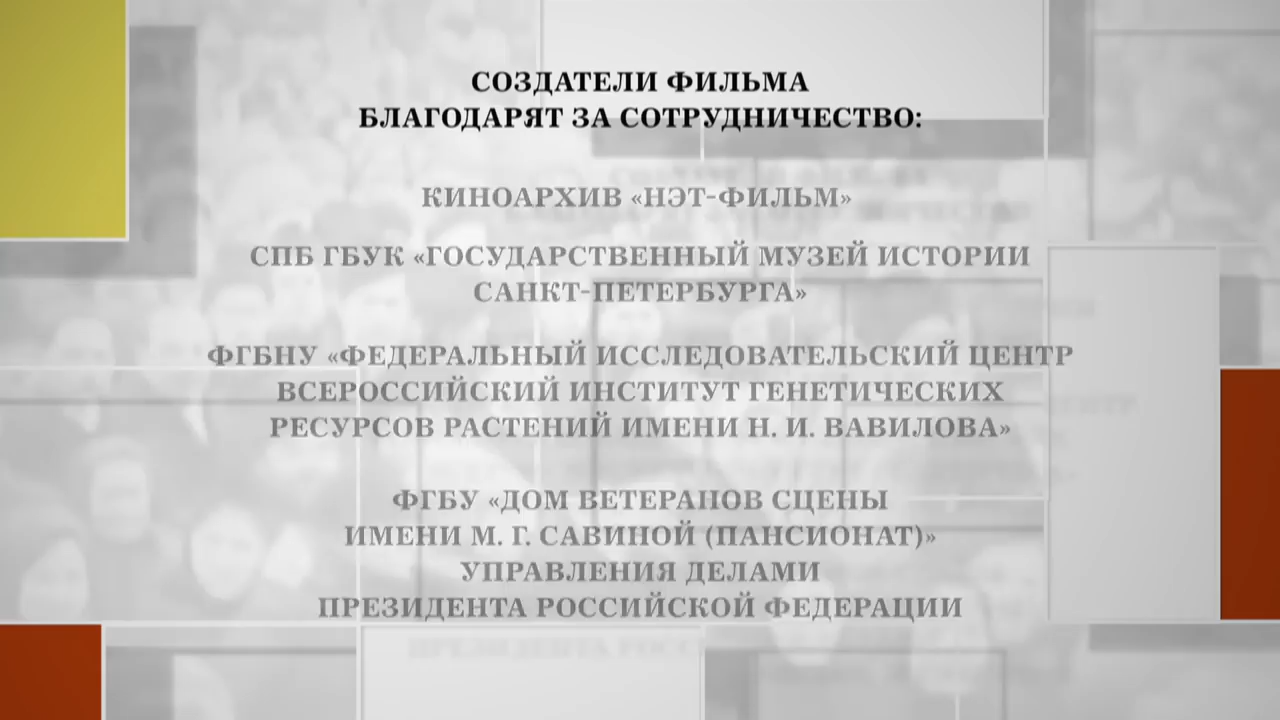 СОЗДАТЕЛИ ФИЛЬМА
БЛАГОДАРЯТ ЗА СОТРУДНИЧЕСТВО:
КИНОАРХИВ «НЭТ-ФИЛЬМ»
СПБ ГБУК «ГОСУДАРСТВЕННЫЙ МУЗЕЙ ИСТОРИИ
САНКТ-ПЕТЕРБУРГА»
ФГБНУ «ФЕДЕРАЛЬНЫЙ ИССЛЕДОВАТЕЛЬСКИЙ ЦЕНТР
ВСЕРОССИЙСКИЙ ИНСТИТУТ ГЕНЕТИЧЕСКИХ
РЕСУРСОВ РАСТЕНИЙ ИМЕНИ Н. И. ВАВИЛОВА»
ФГБУ «ДОМ ВЕТЕРАНОВ СЦЕНЫ
ИМЕНИ М. Г. САВИНОЙ (ПАНСИОНАТ)»
УПРАВЛЕНИЯ ДЕЛАМИ
ПРЕЗИДЕНТА РОССИЙСКОЙ ФЕДЕРАЦИИ